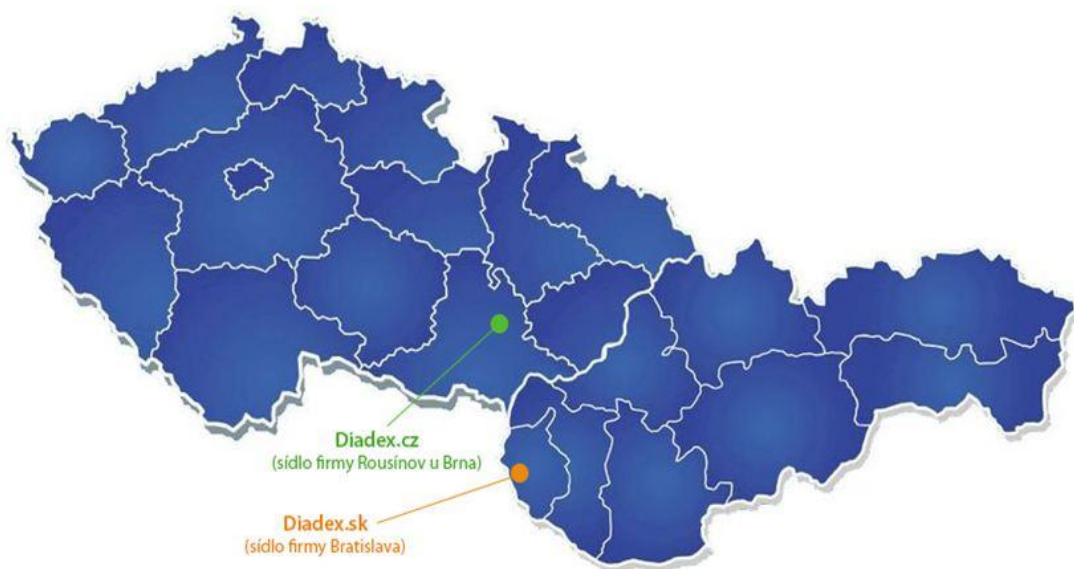 Diadex.cz
(sídlo firmy Rousínov u Brna)
Diadex.sk
(sídlo firmy Bratislava)